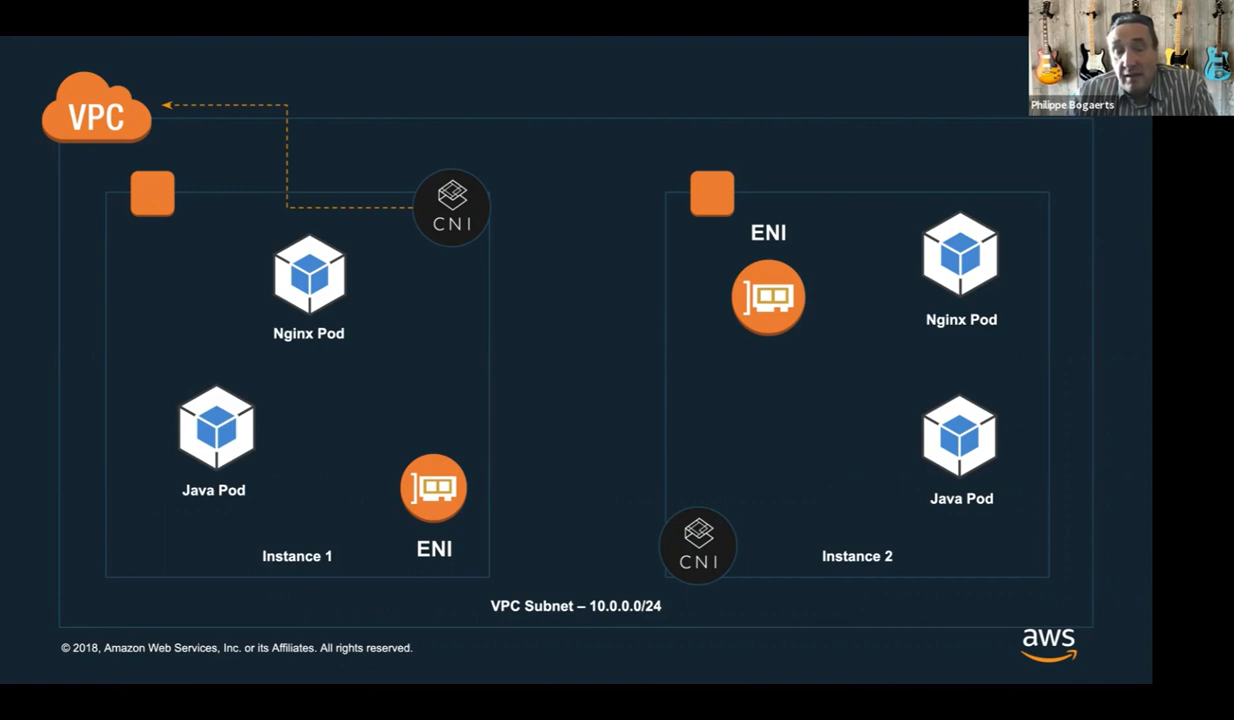 Philippe Bogaerts
VPC
CNI
ENI
Nginx Pod
Nginx Pod
Java Pod
Java Pod
ENI
CNI
Instance 1
Instance 2
VPC Subnet – 10.0.0.0/24
© 2018, Amazon Web Services, Inc. or its Affiliates. All rights reserved.
aws